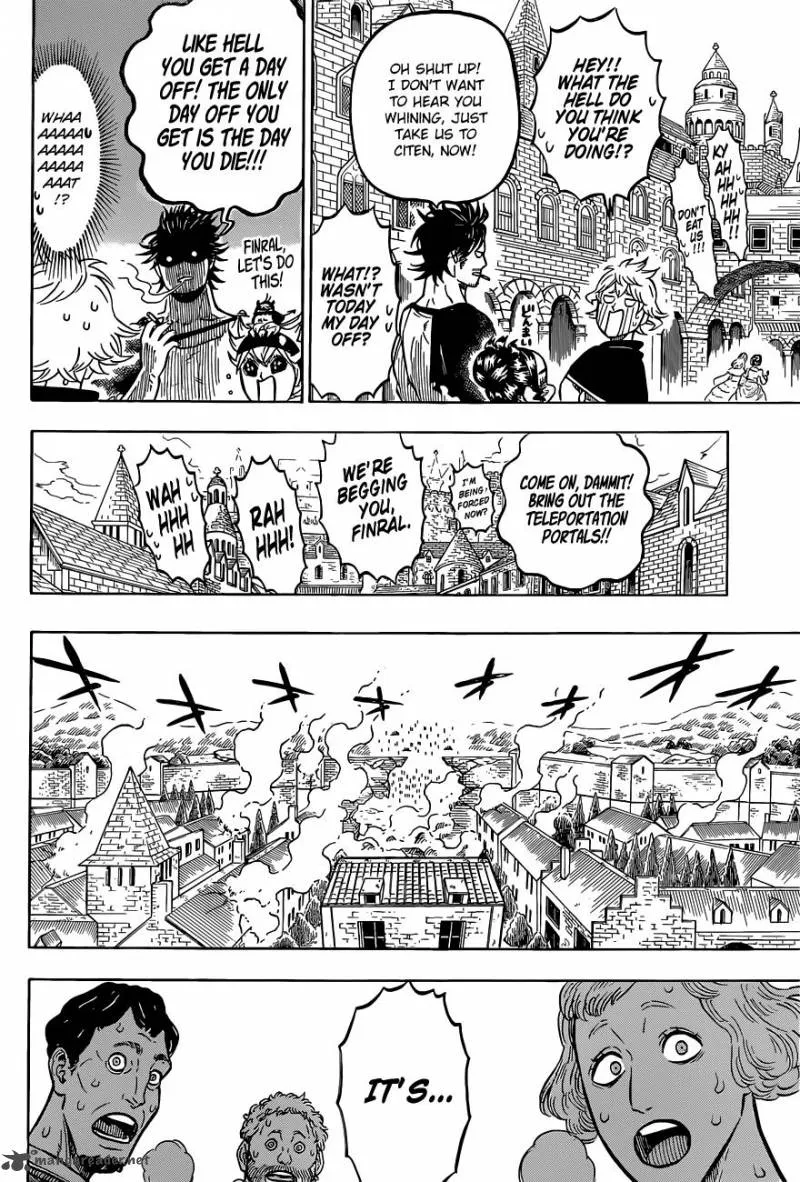 HEY!!
WHAT THE
HELL DO
YOU THINK
YOU'RE
DOING!?
KY
AH
HH
HH
HH!!
DON'T
EAT
US
!!!
OH SHUT UP!
I DON'T WANT
TO HEAR YOU
WHINING, JUST
TAKE US TO
CITEN, NOW!
WHAT!?
WASN'T
TODAY
MY DAY
OFF?
LIKE HELL
YOU GET A DAY
OFF! THE ONLY
DAY OFF YOU
GET IS THE DAY
YOU DIE!!!
FINRAL,
LET'S DO
THIS!
WHAA
AAAAA
AAAAA
AAAAA
AAAT
!?
COME ON, DAMMIT!
BRING OUT THE
TELEPORTATION
PORTALS!!
I'M
BEING
FORCED
NOW?
WE'RE
BEGGING
YOU,
FINRAL.
RAH
HHH!
WAH
HHH
HH
IT'S...
mangareader.net